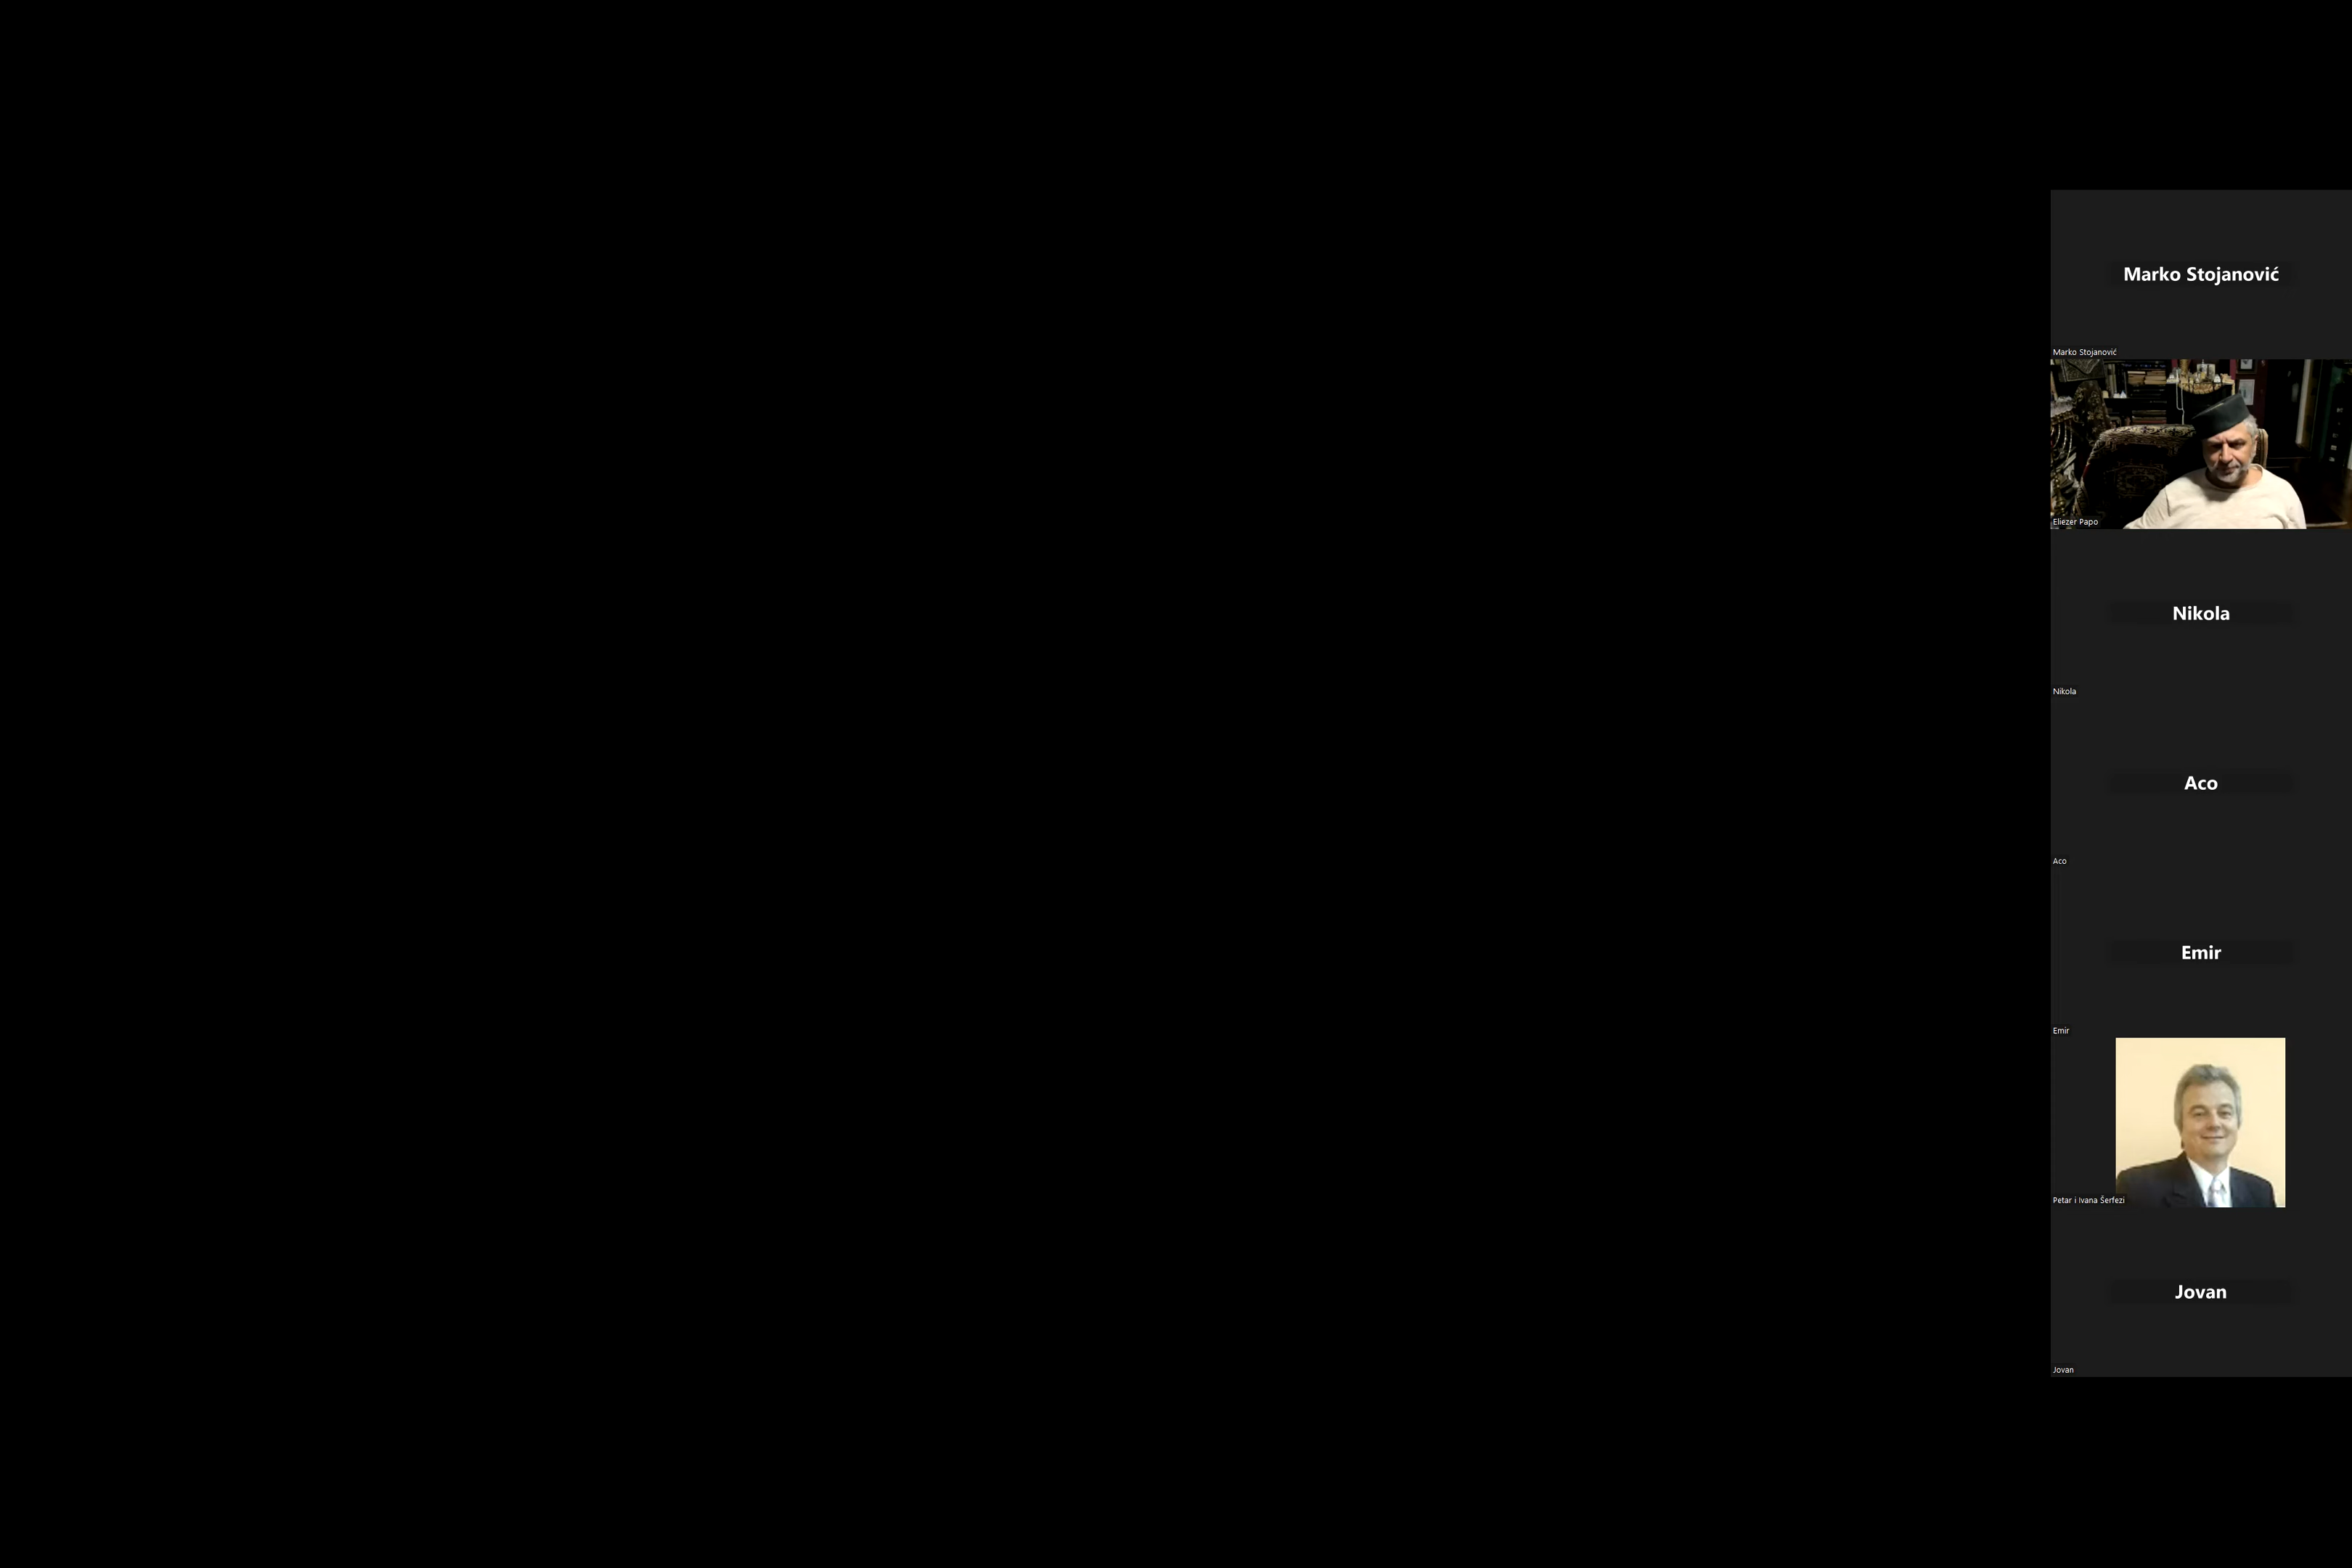 Marko Stojanović
Marko Stojanović
Eliezer Papo
Nikola
Nikola
Aco
Aco
Emir
Emir
Petar i Ivana Šerfezi
Jovan
Jovan